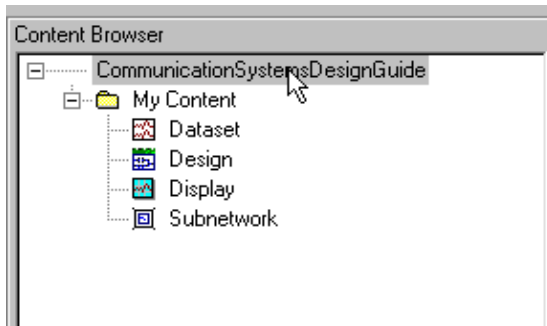 Content Browser
CommunicationSystemsDesignGuide
My Content
Dataset
Design
Display
Subnetwork